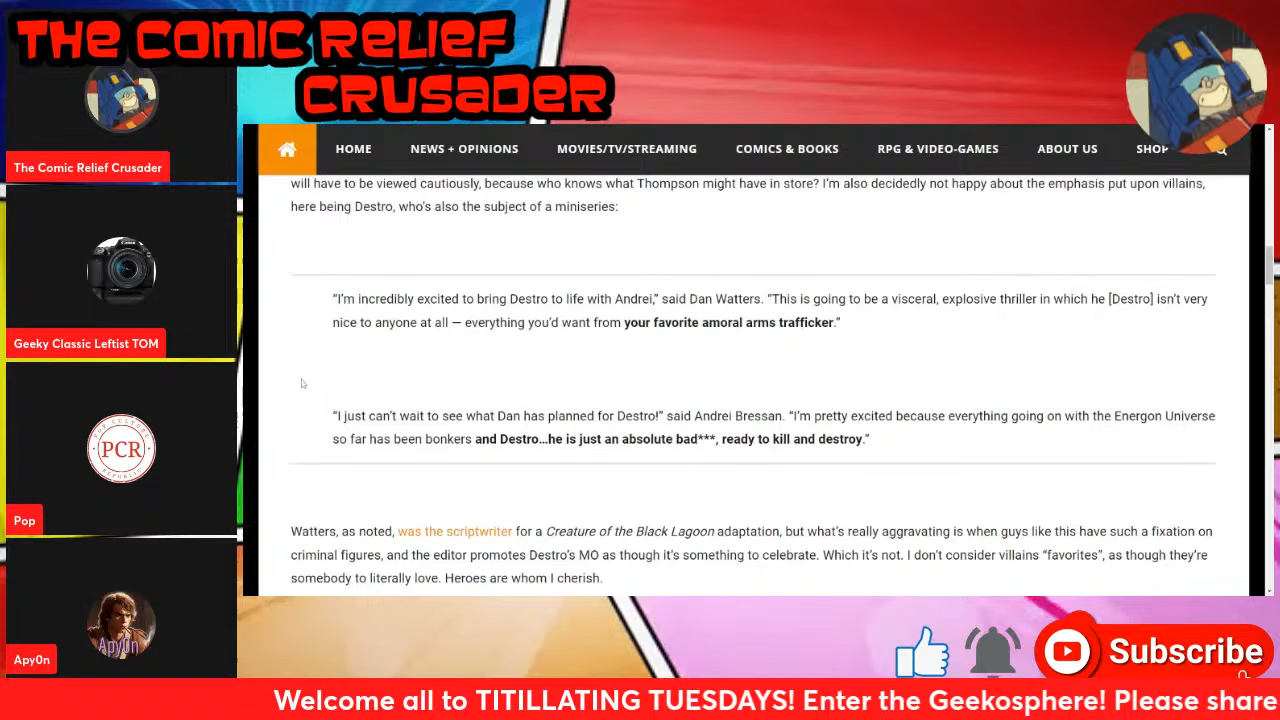 THE COMIC RELIEF
CRUSADER
The Comic Relief Crusader
Geeky Classic Leftist TOM
POP CULTURE
PCR
REPUBLIC
Pop
Apy0n
Apy0n
HOME NEWS + OPINIONS MOVIES/TV/STREAMING COMICS & BOOKS RPG & VIDEO-GAMES ABOUT US SHOP
will have to be viewed cautiously, because who knows what Thompson might have in store? I'm also decidedly not happy about the emphasis put upon villains,
here being Destro, who's also the subject of a miniseries:
“I'm incredibly excited to bring Destro to life with Andrei,” said Dan Watters. “This is going to be a visceral, explosive thriller in which he [Destro] isn't very
nice to anyone at all — everything you'd want from your favorite amoral arms trafficker.”
“I just can't wait to see what Dan has planned for Destro!” said Andrei Bressan. “I'm pretty excited because everything going on with the Energon Universe
so far has been bonkers and Destro…he is just an absolute bad***, ready to kill and destroy.”
Watters, as noted, was the scriptwriter for a Creature of the Black Lagoon adaptation, but what's really aggravating is when guys like this have such a fixation on
criminal figures, and the editor promotes Destro's MO as though it's something to celebrate. Which it's not. I don't consider villains “favorites”, as though they're
somebody to literally love. Heroes are whom I cherish.
Subscribe
Welcome all to TITILLATING TUESDAYS! Enter the Geekosphere! Please share